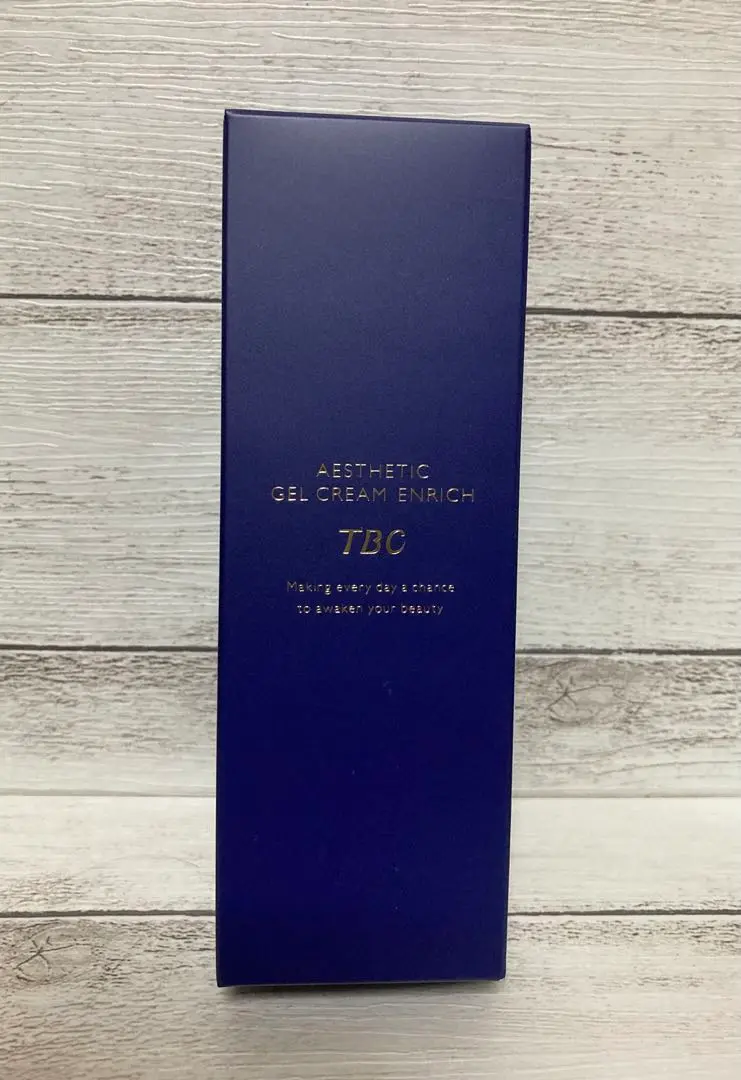 AESTHETIC
GEL CREAM ENRICH
TBC
Making every day a chance
to awaken your beauty